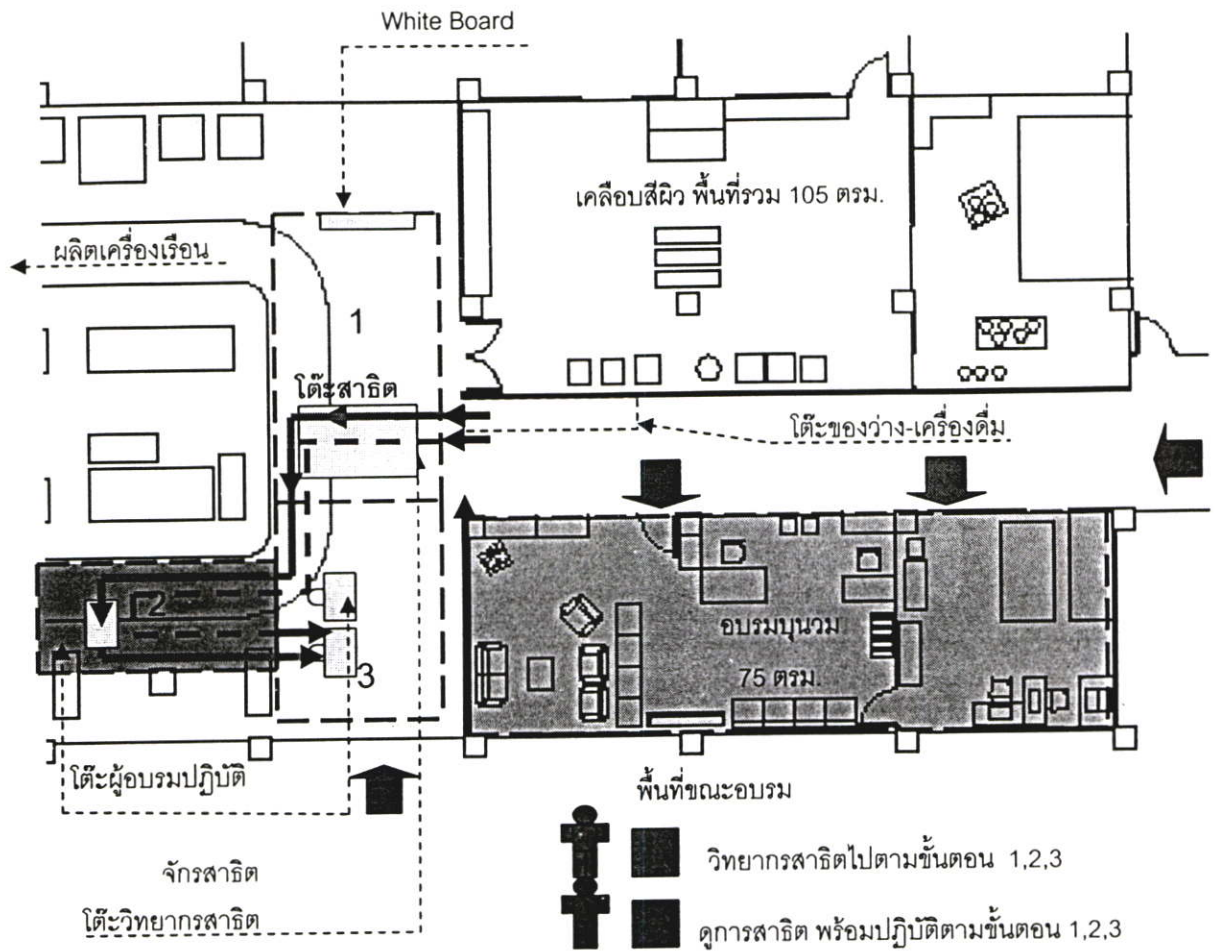 White Board
เคลือบสีผิว พื้นที่รวม 105 ตรม.
ผลิตเครื่องเรือน
1
โต๊ะสาธิต
โต๊ะของว่าง-เครื่องดื่ม
2
อบรมบุนวม
3
75 ตรม.
โต๊ะผู้อบรมปฏิบัติ
พื้นที่ขณะอบรม
จักรสาธิต
วิทยากรสาธิตไปตามขั้นตอน 1,2,3
โต๊ะวิทยากรสาธิต
ดูการสาธิต พร้อมปฏิบัติตามขั้นตอน 1,2,3